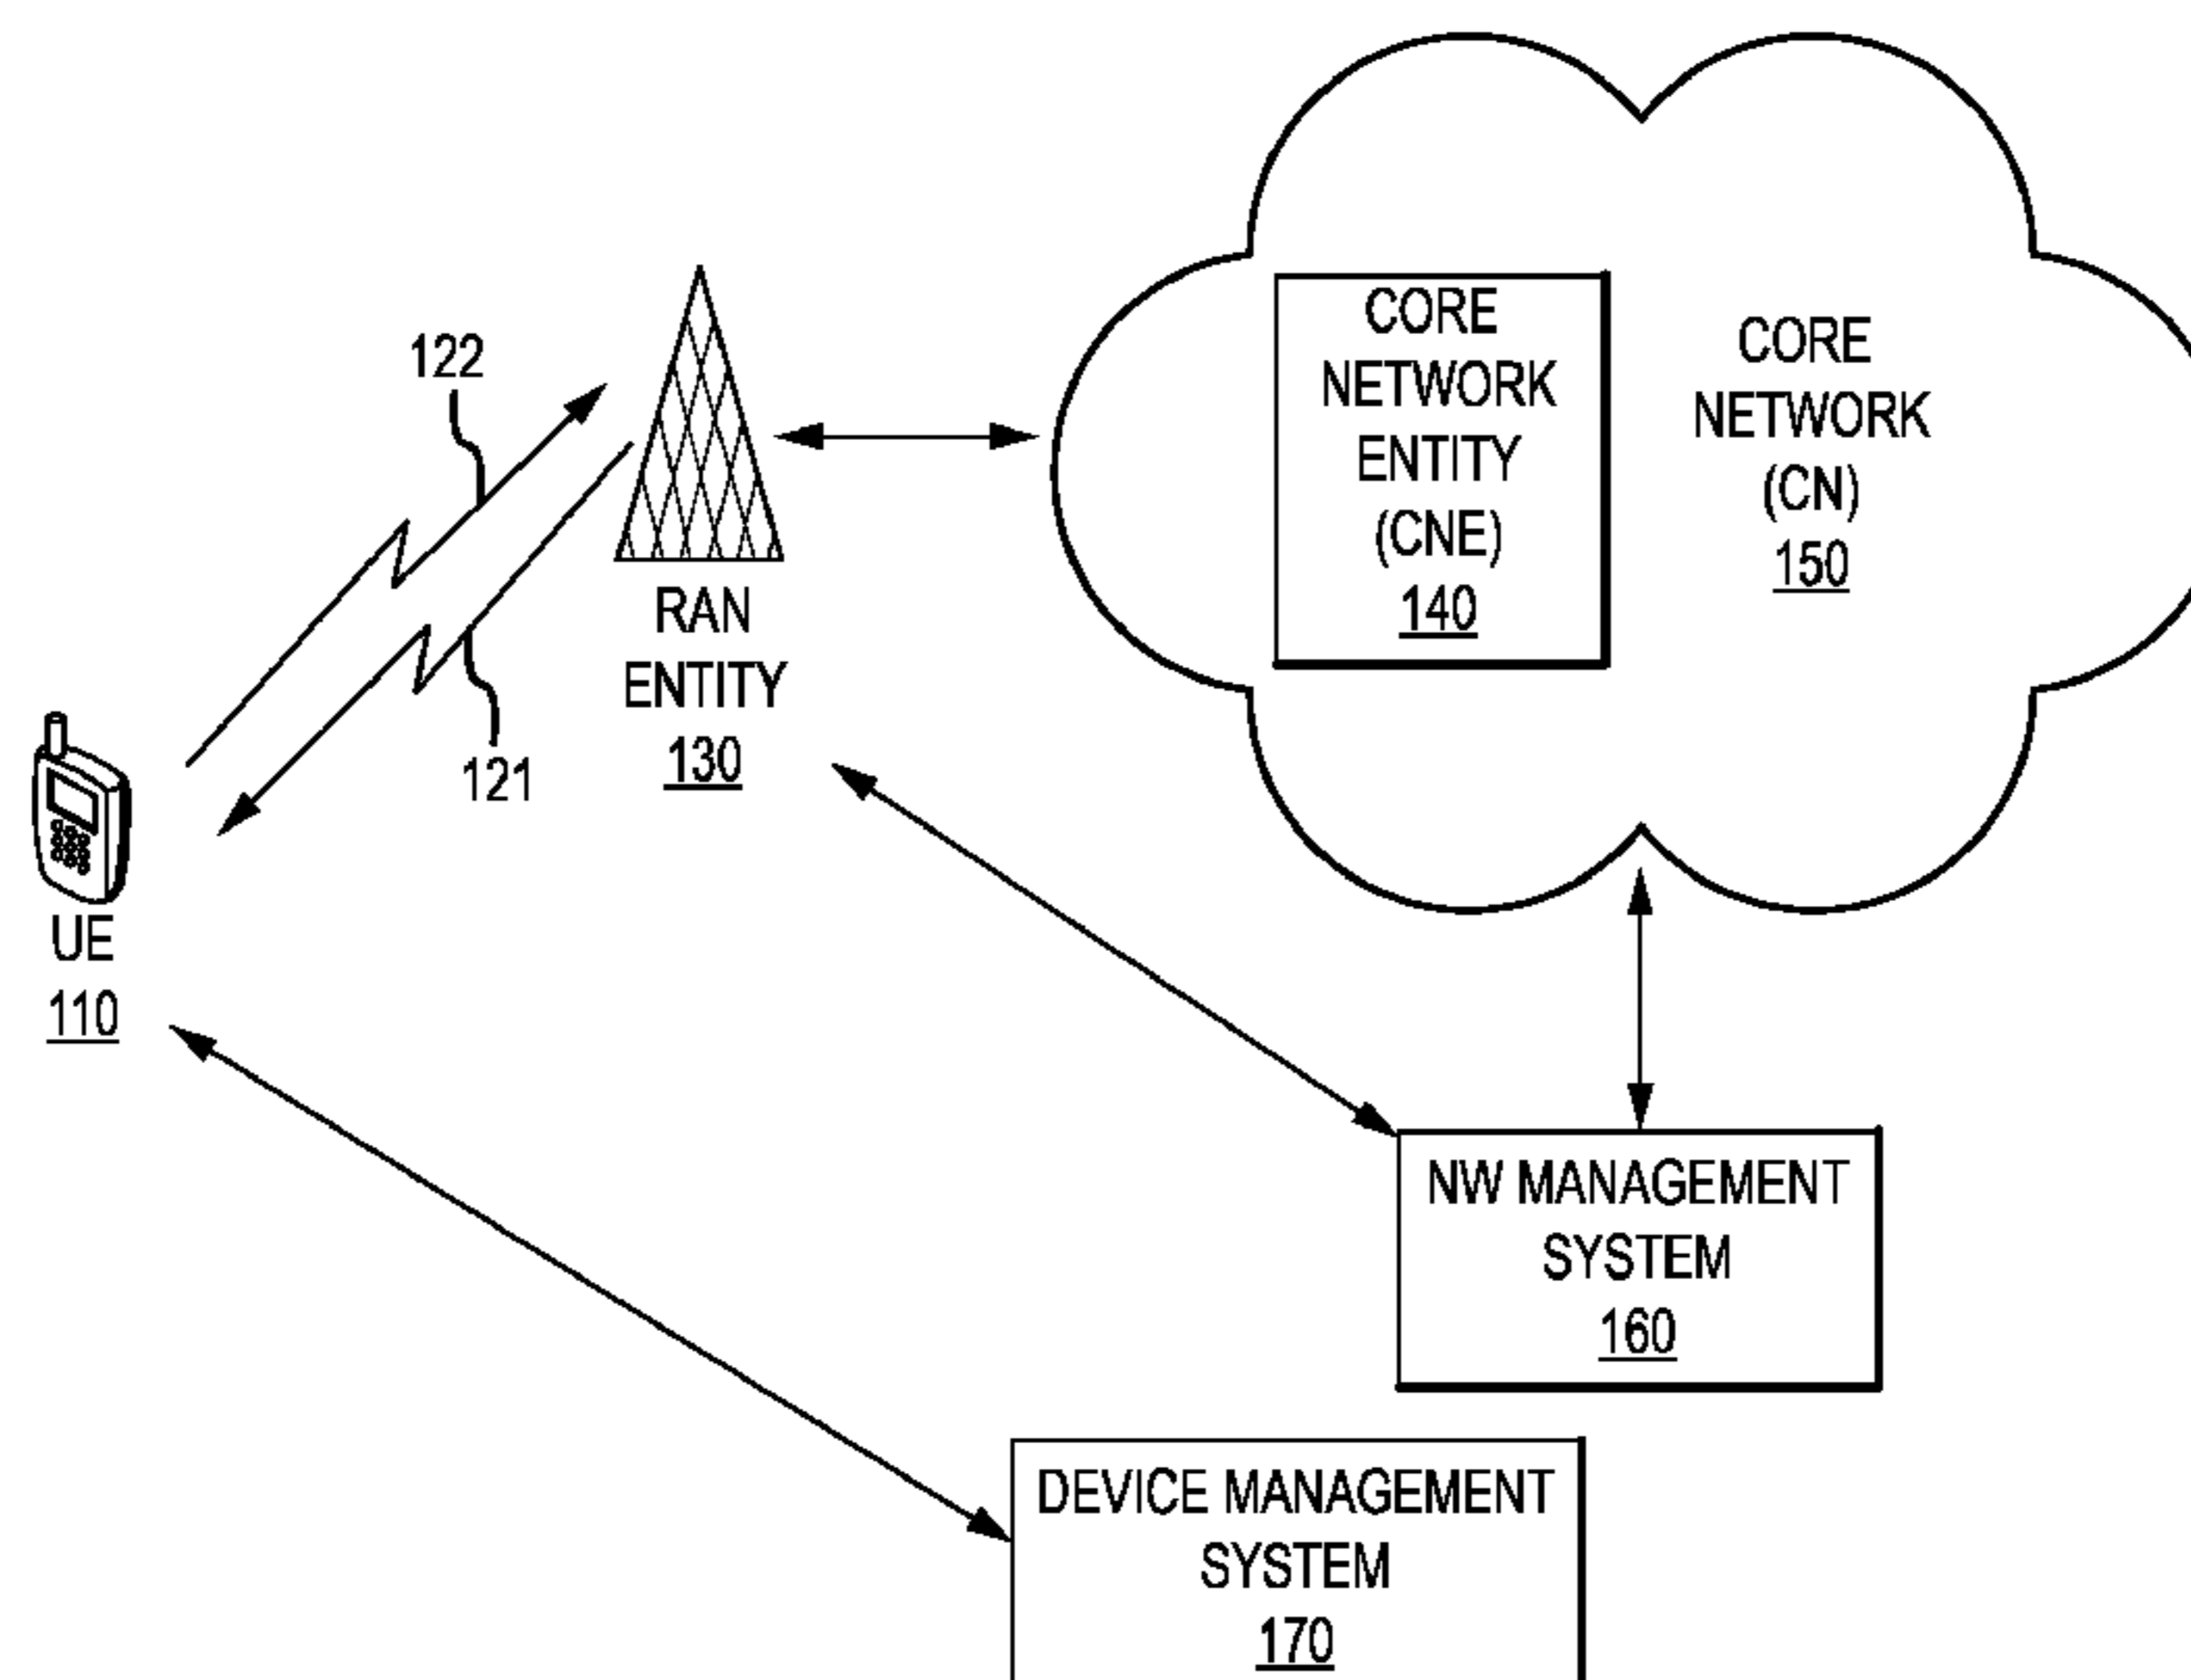 122
121
UE
110
RAN
ENTITY
130
CORE
NETWORK
ENTITY
(CNE)
140
CORE
NETWORK
(CN)
150
NW MANAGEMENT
SYSTEM
160
DEVICE MANAGEMENT
SYSTEM
170